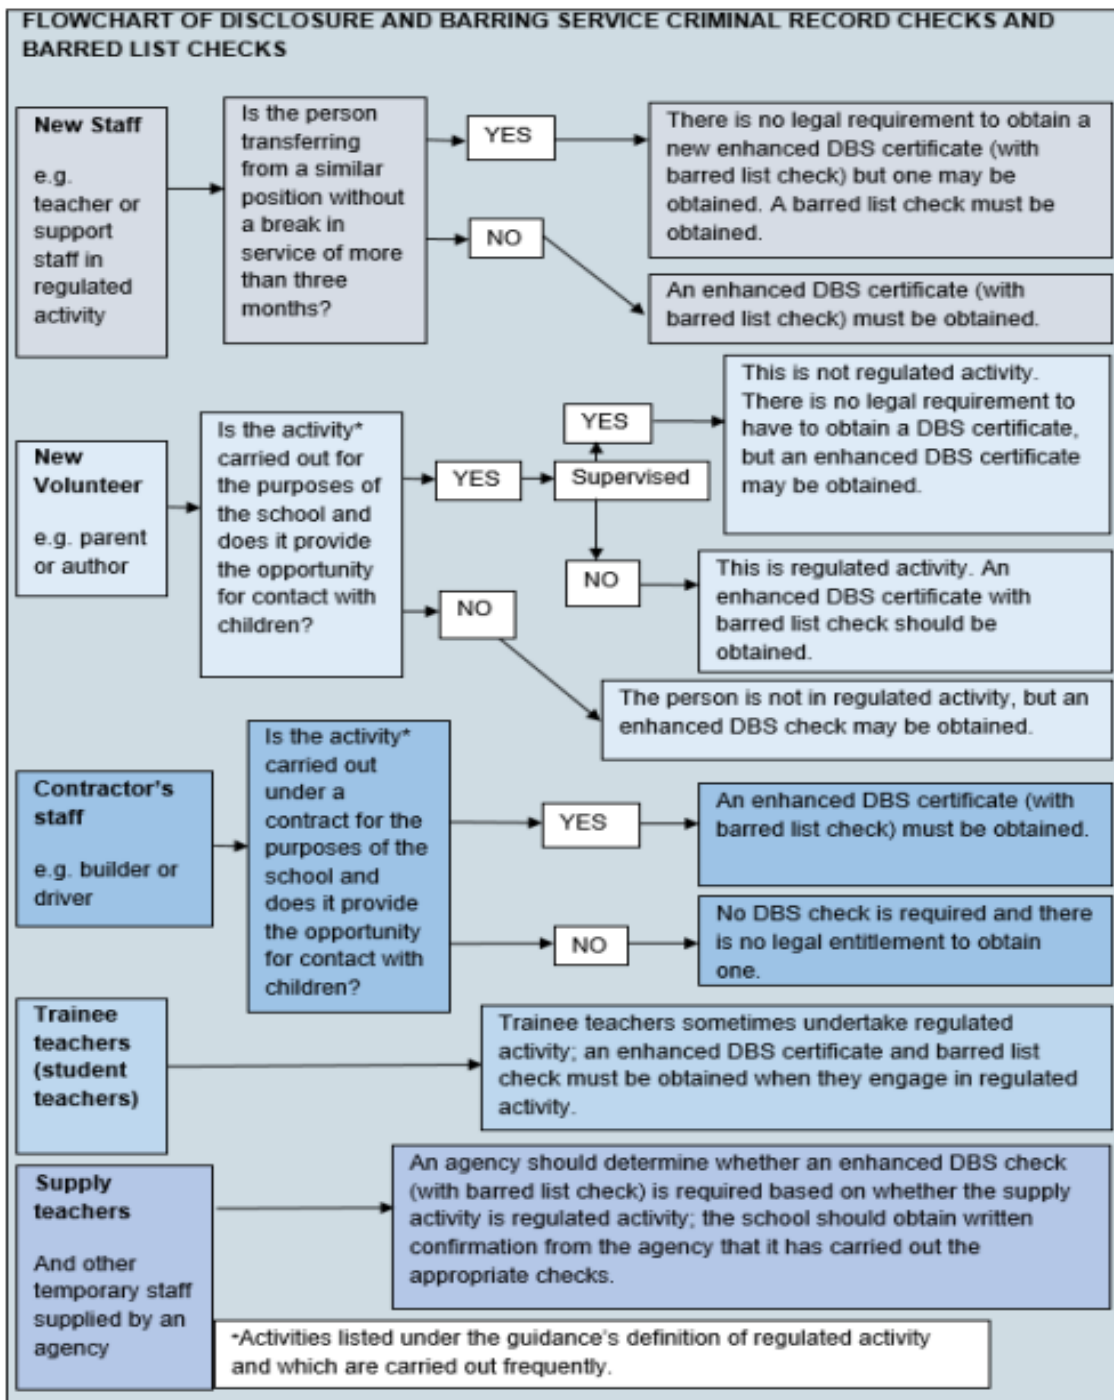 FLOWCHART OF DISCLOSURE AND BARRING SERVICE CRIMINAL RECORD CHECKS AND
BARRED LIST CHECKS
New Staff
e.g.
teacher or
support
staff in
regulated
activity
Is the person
transferring
from a similar
position without
a break in
service of more
than three
months?
YES
There is no legal requirement to obtain a
new enhanced DBS certificate (with
barred list check) but one may be
obtained. A barred list check must be
obtained.
NO
An enhanced DBS certificate (with
barred list check) must be obtained.
New
Volunteer
e.g. parent
or author
Is the activity*
carried out for
the purposes of
the school and
does it provide
the opportunity
for contact with
children?
YES
Supervised
YES
This is not regulated activity.
There is no legal requirement to
have to obtain a DBS certificate,
but an enhanced DBS certificate
may be obtained.
NO
This is regulated activity. An
enhanced DBS certificate with
barred list check should be
obtained.
NO
The person is not in regulated activity, but an
enhanced DBS check may be obtained.
Contractor's
staff
e.g. builder or
driver
Is the activity*
carried out
under a
contract for the
purposes of the
school and
does it provide
the opportunity
for contact with
children?
YES
An enhanced DBS certificate (with
barred list check) must be obtained.
NO
No DBS check is required and there
is no legal entitlement to obtain
one.
Trainee
teachers
(student
teachers)
Trainee teachers sometimes undertake regulated
activity; an enhanced DBS certificate and barred list
check must be obtained when they engage in regulated
activity.
Supply
teachers
And other
temporary staff
supplied by an
agency
An agency should determine whether an enhanced DBS check
(with barred list check) is required based on whether the supply
activity is regulated activity; the school should obtain written
confirmation from the agency that it has carried out the
appropriate checks.
*Activities listed under the guidance's definition of regulated activity
and which are carried out frequently.